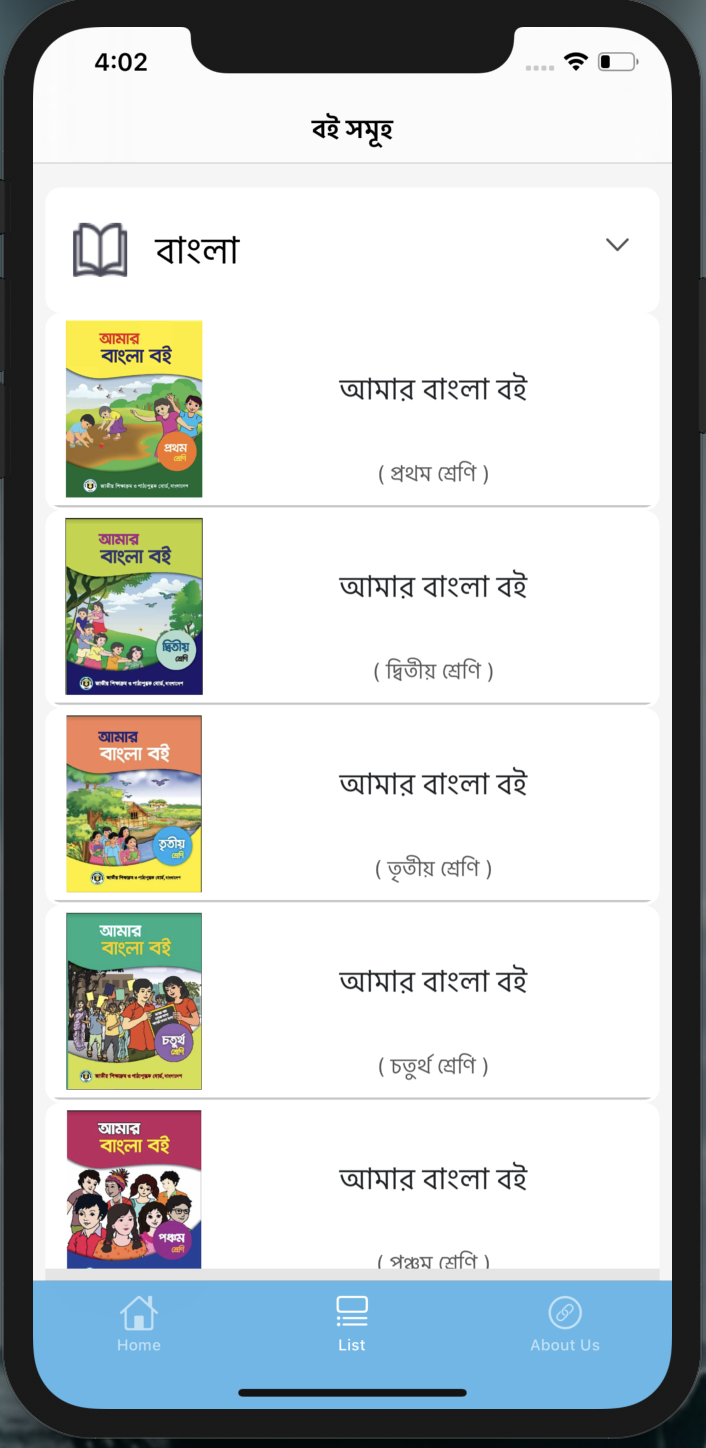 4:02
বই সমূহ
বাংলা
আমার
বাংলা বই
প্রথম
শ্রেণি
জাতীয় শিক্ষাক্রম ও পাঠ্যপুস্তক বোর্ড, বাংলাদেশ
আমার বাংলা বই
( প্রথম শ্রেণি )
আমার
বাংলা বই
দ্বিতীয়
শ্রেণি
জাতীয় শিক্ষাক্রম ও পাঠ্যপুস্তক বোর্ড, বাংলাদেশ
আমার বাংলা বই
( দ্বিতীয় শ্রেণি )
আমার
বাংলা বই
তৃতীয়
শ্রেণি
জাতীয় শিক্ষাক্রম ও পাঠ্যপুস্তক বোর্ড, বাংলাদেশ
আমার বাংলা বই
( তৃতীয় শ্রেণি )
আমার
বাংলা বই
চতুর্থ
শ্রেণি
জাতীয় শিক্ষাক্রম ও পাঠ্যপুস্তক বোর্ড, বাংলাদেশ
আমার বাংলা বই
( চতুর্থ শ্রেণি )
আমার
বাংলা বই
পঞ্চম
শ্রেণি
আমার বাংলা বই
( পঞ্চম শ্রেণি )
Home
List
About Us